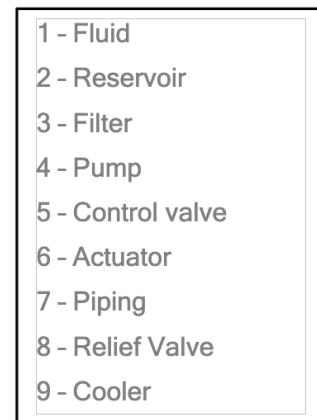 1 - Fluid
2 - Reservoir
3 - Filter
4 - Pump
5 - Control valve
6 - Actuator
7 - Piping
8 - Relief Valve
9 - Cooler